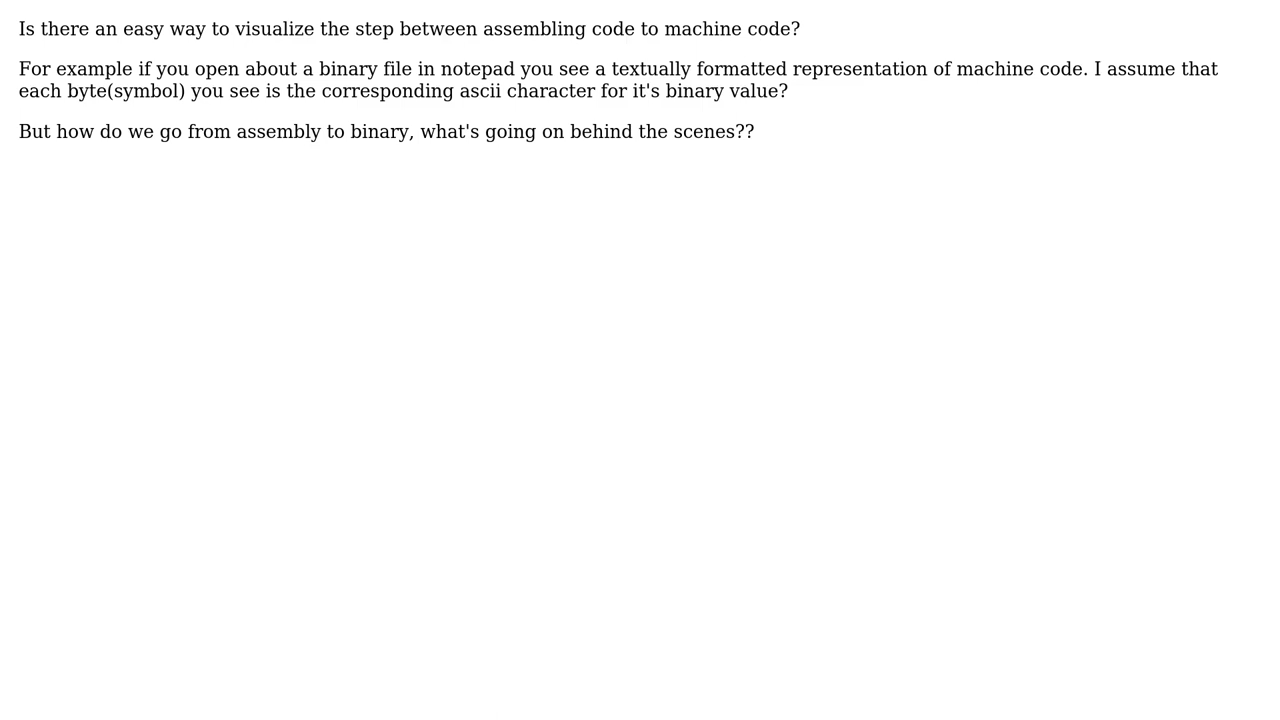 Is there an easy way to visualize the step between assembling code to machine code?
For example if you open about a binary file in notepad you see a textually formatted representation of machine code. I assume that
each byte(symbol) you see is the corresponding ascii character for it's binary value?
But how do we go from assembly to binary, what's going on behind the scenes??